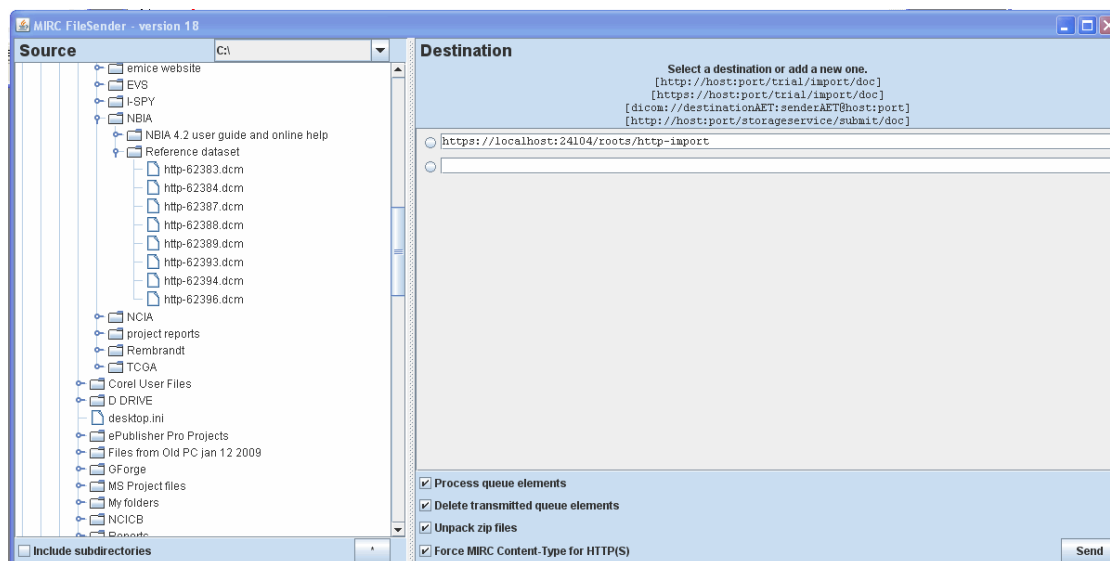 MIRC FileSender - version 18
Source
C:\
emice website
EVS
I-SPY
NBIA
NBIA 4.2 user guide and online help
Reference dataset
http-62383.dcm
http-62384.dcm
http-62387.dcm
http-62388.dcm
http-62389.dcm
http-62393.dcm
http-62394.dcm
http-62396.dcm
NCIA
project reports
Rembrandt
TCGA
Corel User Files
D DRIVE
desktop.ini
ePublisher Pro Projects
Files from Old PC jan 12 2009
GForge
MS Project files
My folders
NCICB
Reports
Include subdirectories
*
Destination
Select a destination or add a new one.
[http://host:port/trial/import/doc]
[https://host:port/trial/import/doc]
[dicom://destinationAET:senderAET@host:port]
[http://host:port/storageservice/submit/doc]
https://localhost:24104/roots/http-import
Process queue elements
Delete transmitted queue elements
Unpack zip files
Force MIRC Content-Type for HTTP(S)
Send